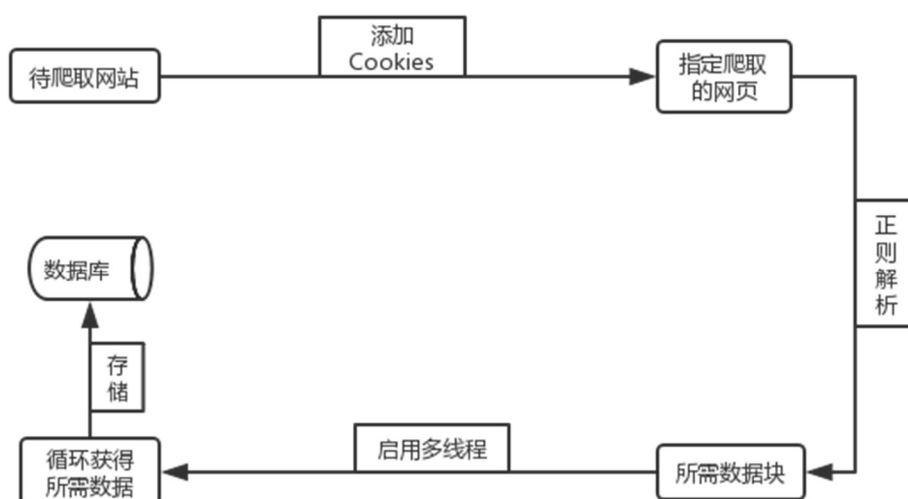 添加
Cookies
待爬取网站
指定爬取
的网页
正
则
解
析
数据库
存
储
启用多线程
循环获得
所需数据
所需数据块